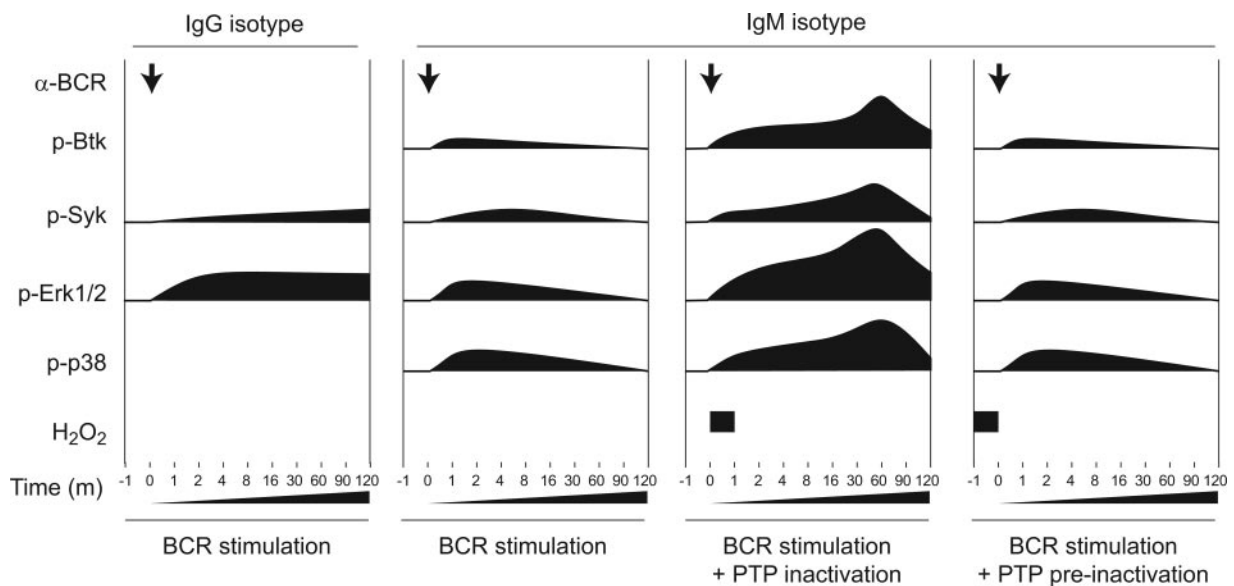 IgG isotype
IgM isotype
α-BCR
p-Btk
p-Syk
p-Erk1/2
p-p38
H₂O₂
Time (m)
-1 0 1 2 4 8 16 30 60 90 120
-1 0 1 2 4 8 16 30 60 90 120
-1 0 1 2 4 8 16 30 60 90 120
-1 0 1 2 4 8 16 30 60 90 120
BCR stimulation
BCR stimulation
BCR stimulation
+ PTP inactivation
BCR stimulation
+ PTP pre-inactivation